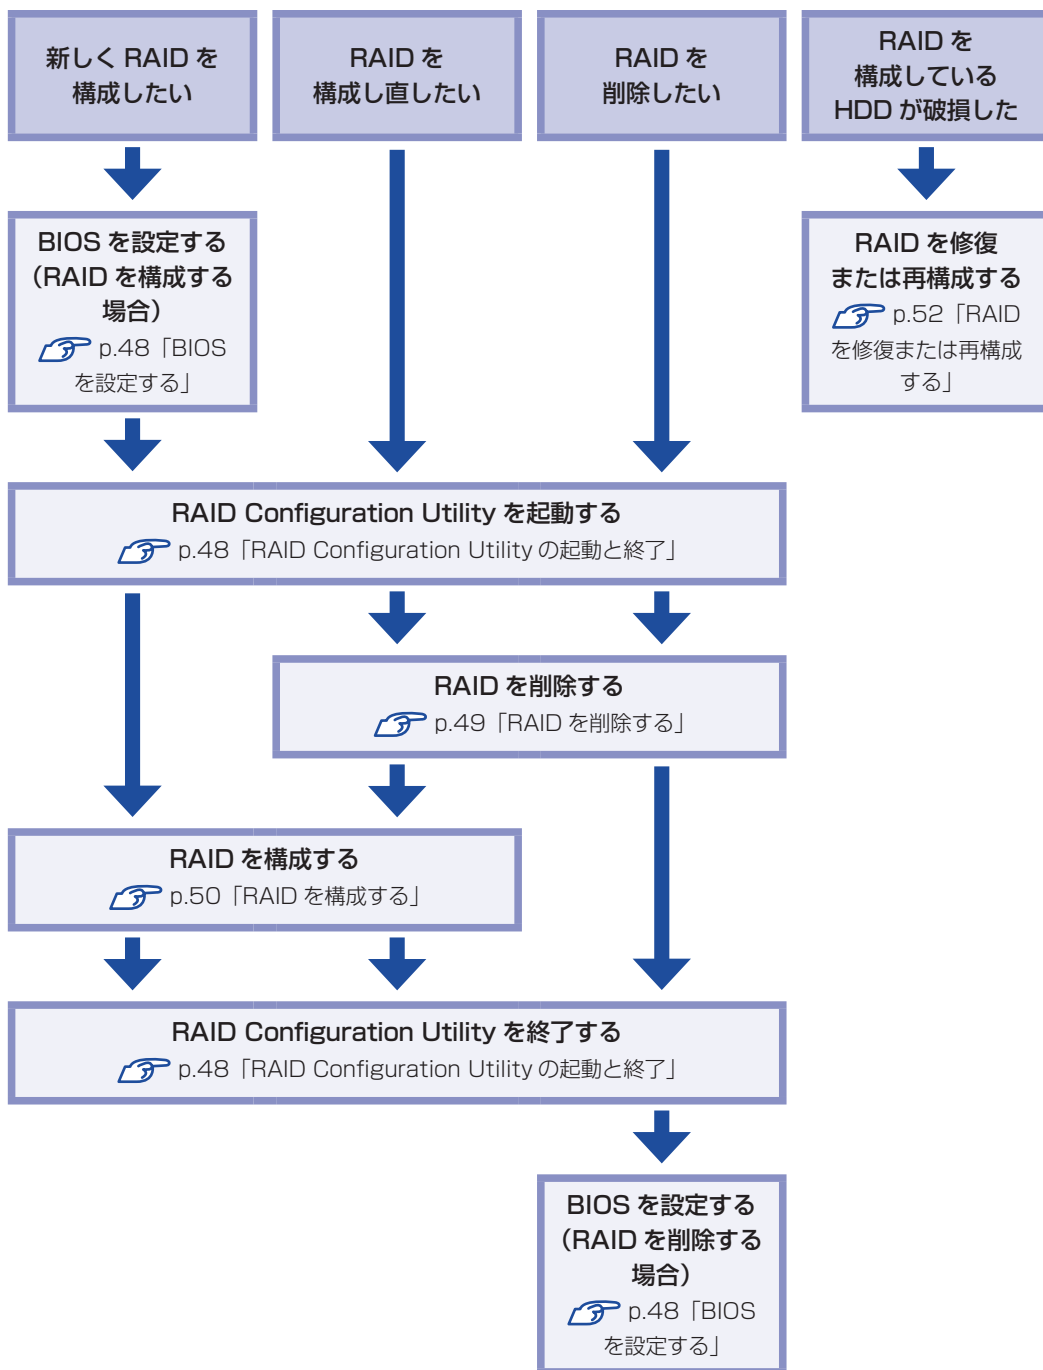 新しく RAID を
構成したい
RAID を
構成し直したい
RAID を
削除したい
RAID を
構成している
HDD が破損した
BIOS を設定する
（RAID を構成する
場合）
p.48「BIOS
を設定する」
RAID を修復
または再構成する
p.52「RAID
を修復または再構成
する」
RAID Configuration Utility を起動する
p.48「RAID Configuration Utility の起動と終了」
RAID を削除する
p.49「RAID を削除する」
RAID を構成する
p.50「RAID を構成する」
RAID Configuration Utility を終了する
p.48「RAID Configuration Utility の起動と終了」
BIOS を設定する
（RAID を削除する
場合）
p.48「BIOS
を設定する」